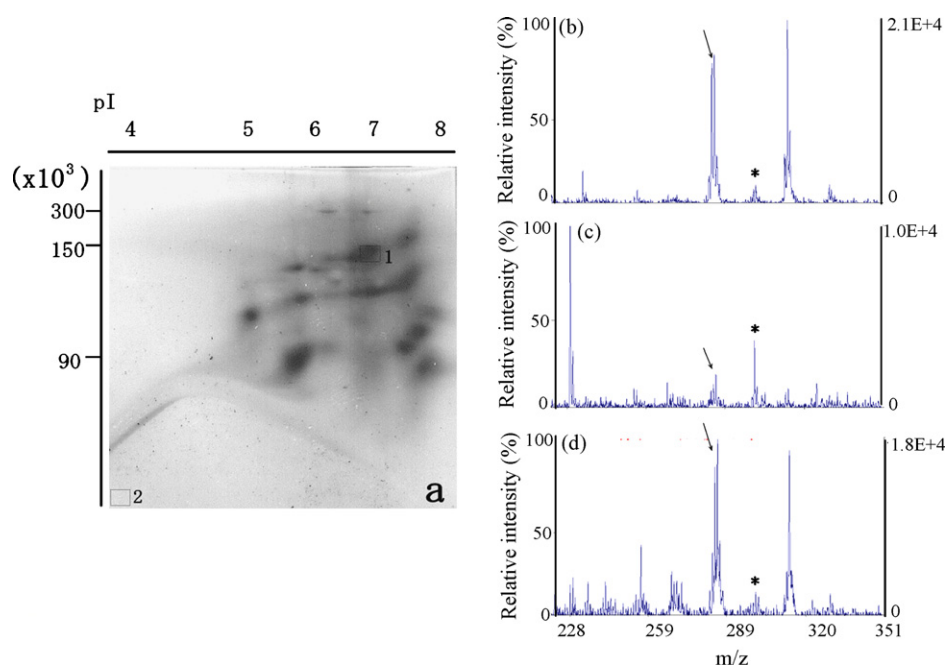 pI
4 5 6 7 8
(x10³)
300
150
90
1
2
a
(b)
Relative intensity (%)
100
50
0
2.1E+4
0
*
(c)
Relative intensity (%)
100
50
0
1.0E+4
0
*
(d)
Relative intensity (%)
100
50
0
1.8E+4
0
*
228 259 289 320 351
m/z